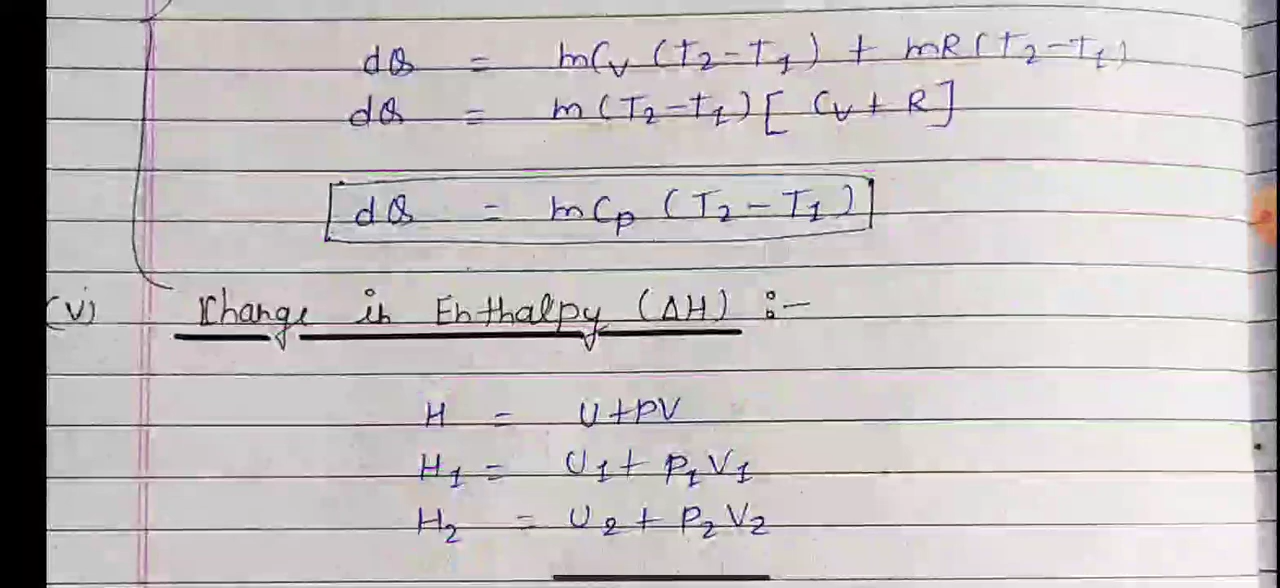 dQ = mCv (T2-T1) + mR(T2-T1)
dQ = m(T2-T1)[Cv+R]
dQ = mCp (T2-T1)
(v) Change in Enthalpy (ΔH) :-
H = U+PV
H1 = U1+ P1V1
H2 = U2+ P2V2